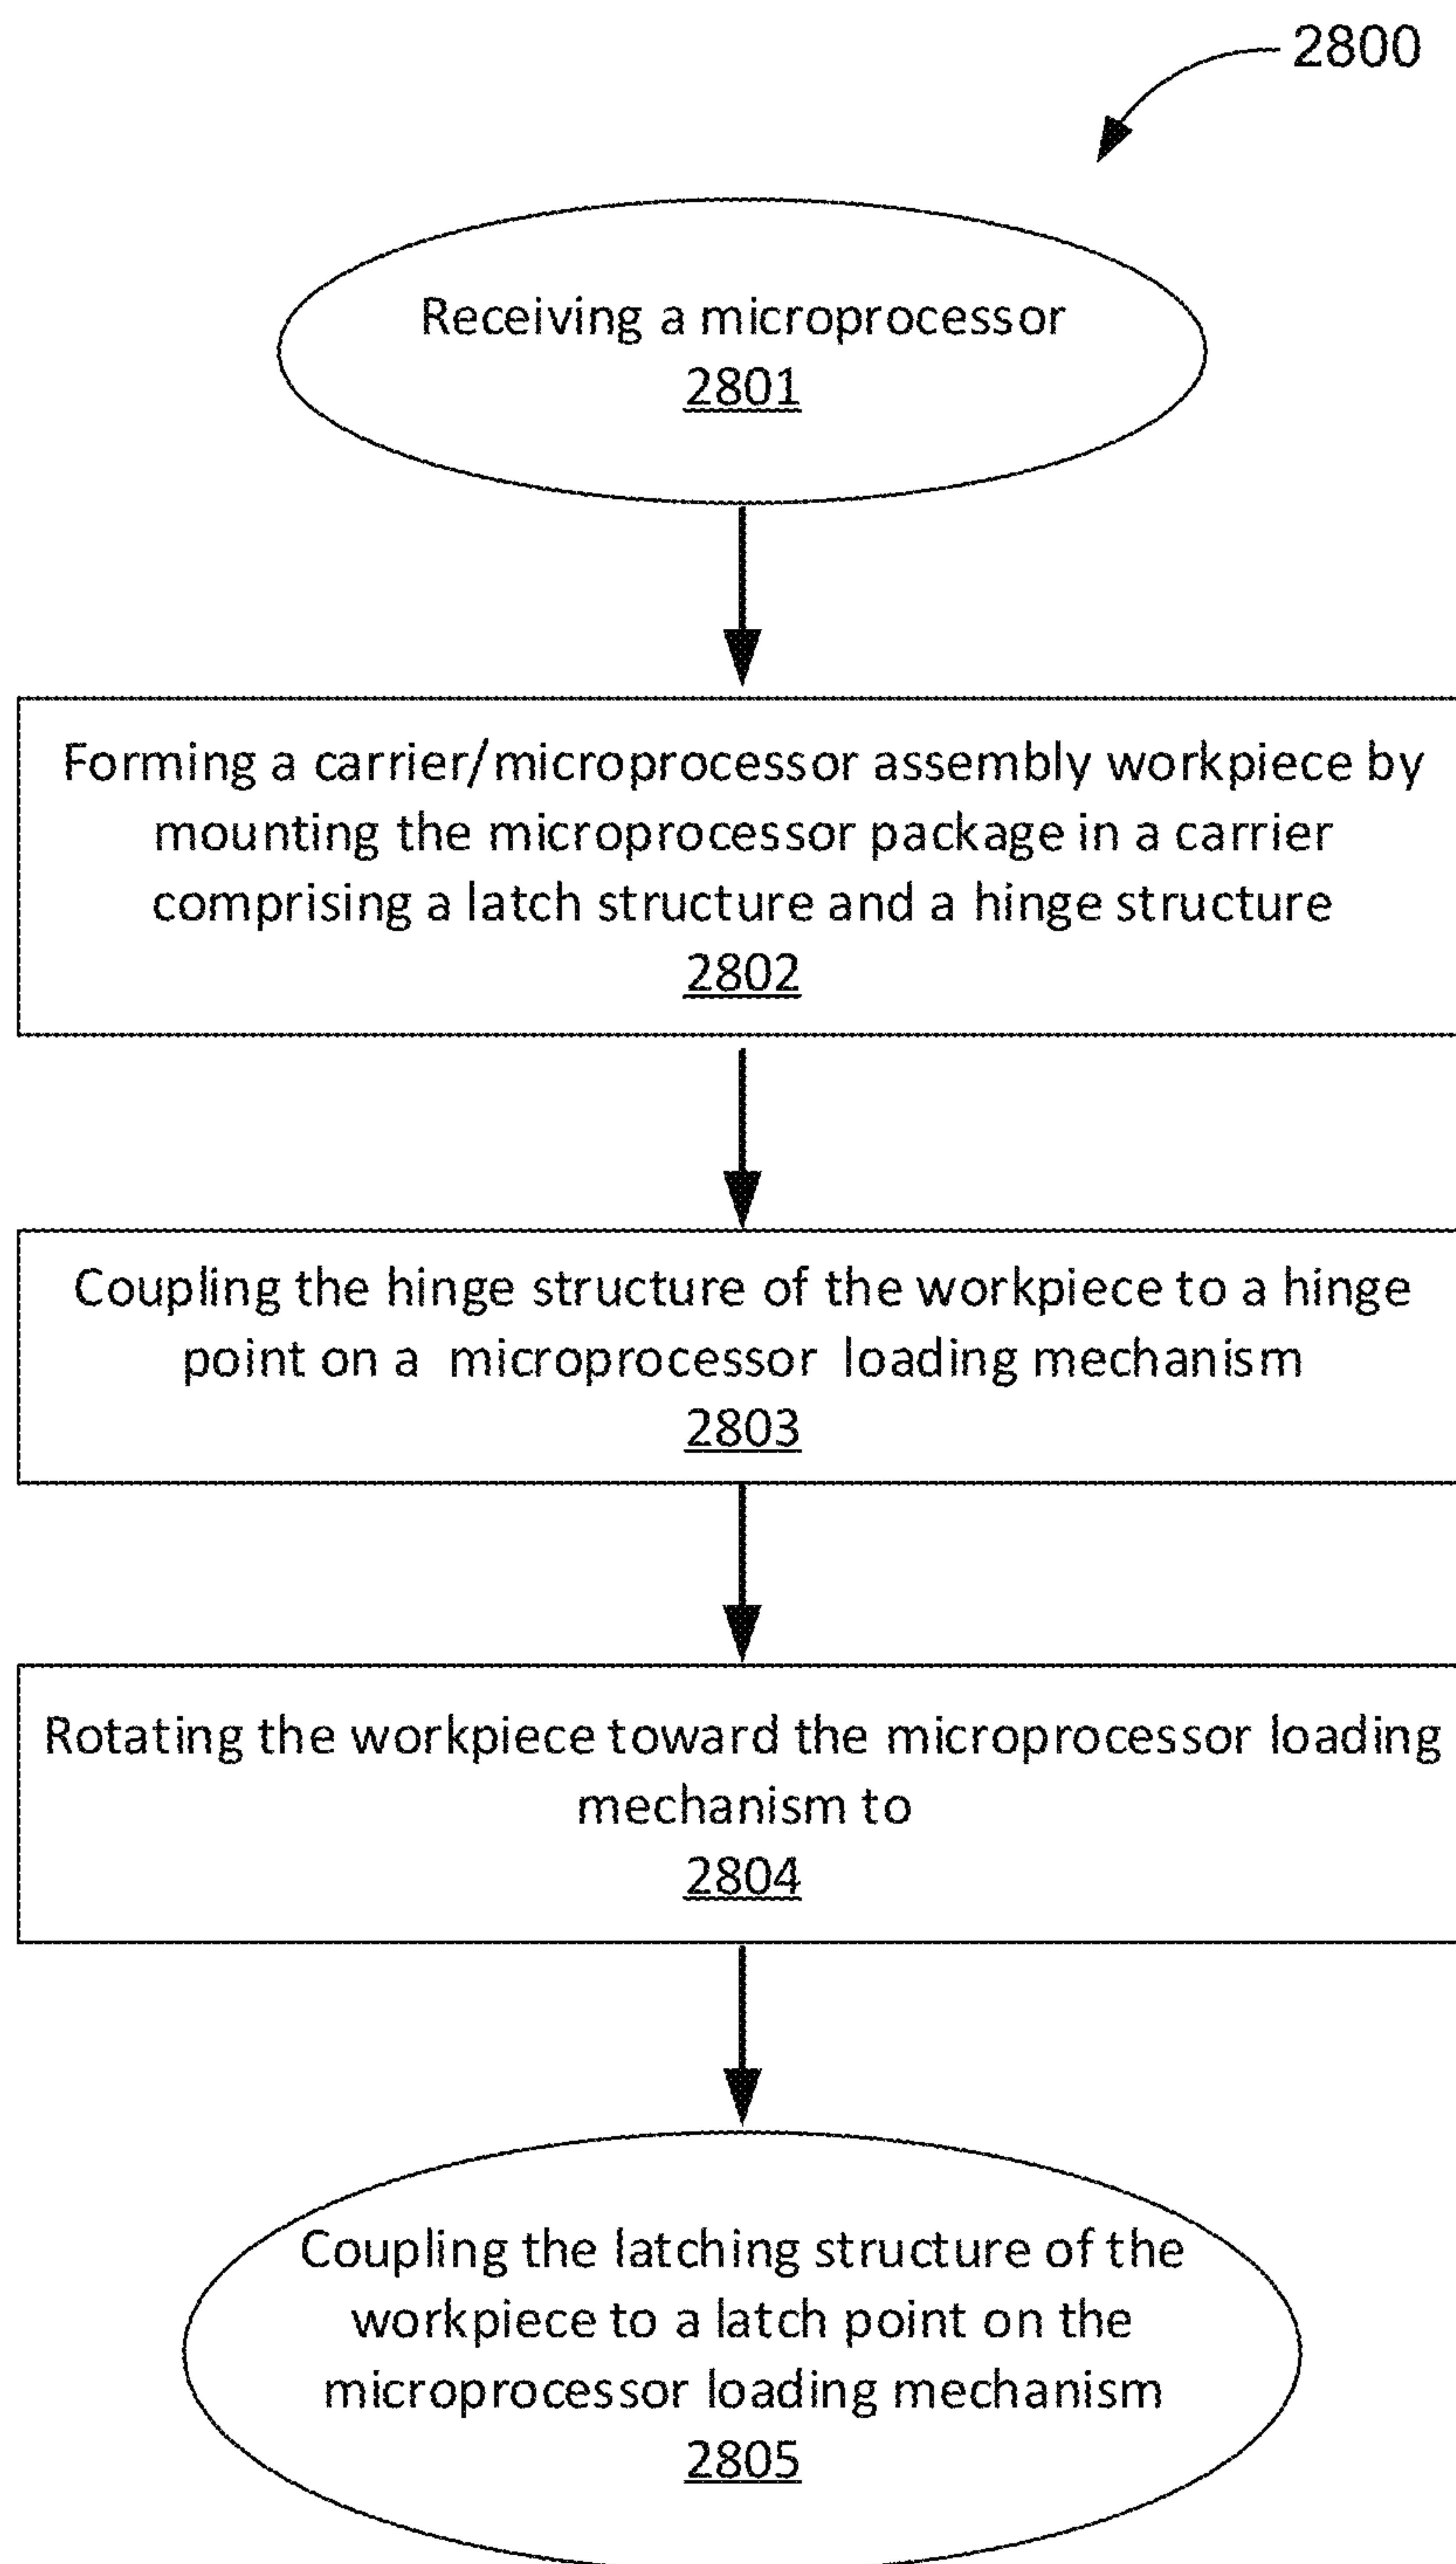 2800
Receiving a microprocessor
2801
Forming a carrier/microprocessor assembly workpiece by
mounting the microprocessor package in a carrier
comprising a latch structure and a hinge structure
2802
Coupling the hinge structure of the workpiece to a hinge
point on a microprocessor loading mechanism
2803
Rotating the workpiece toward the microprocessor loading
mechanism to
2804
Coupling the latching structure of the
workpiece to a latch point on the
microprocessor loading mechanism
2805